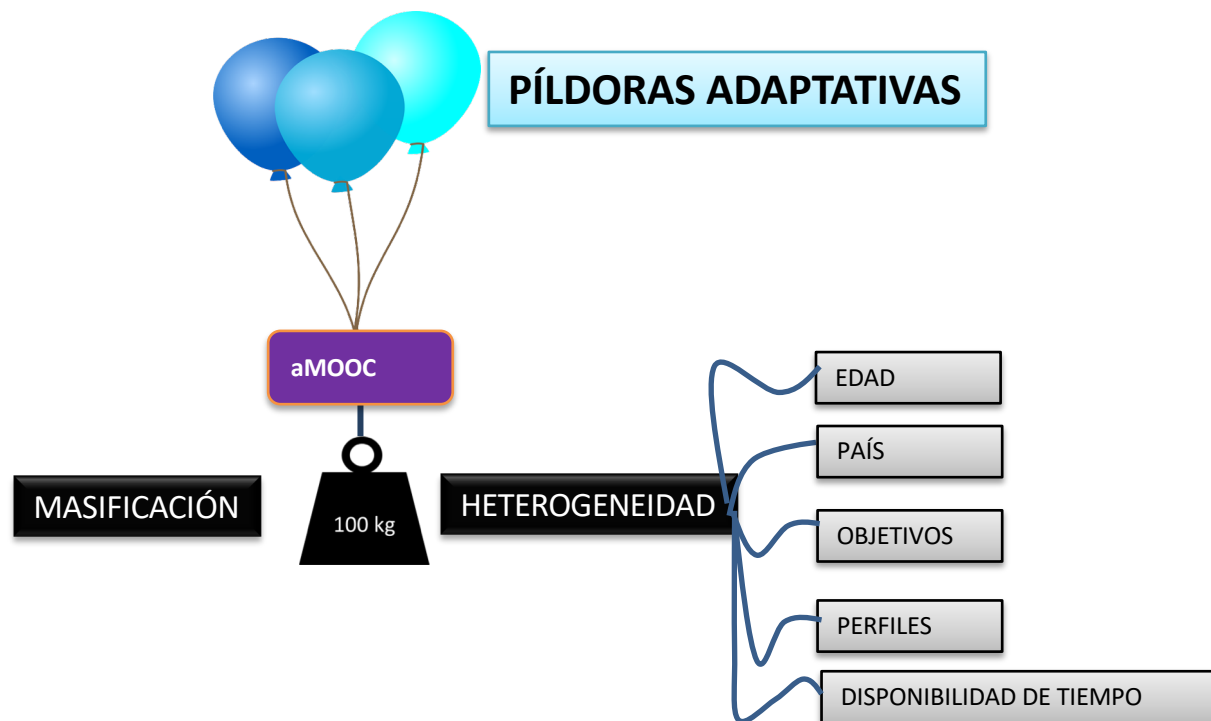 PÍLDORAS ADAPTATIVAS
aMOOC
MASIFICACIÓN
100 kg
HETEROGENEIDAD
EDAD
PAÍS
OBJETIVOS
PERFILES
DISPONIBILIDAD DE TIEMPO